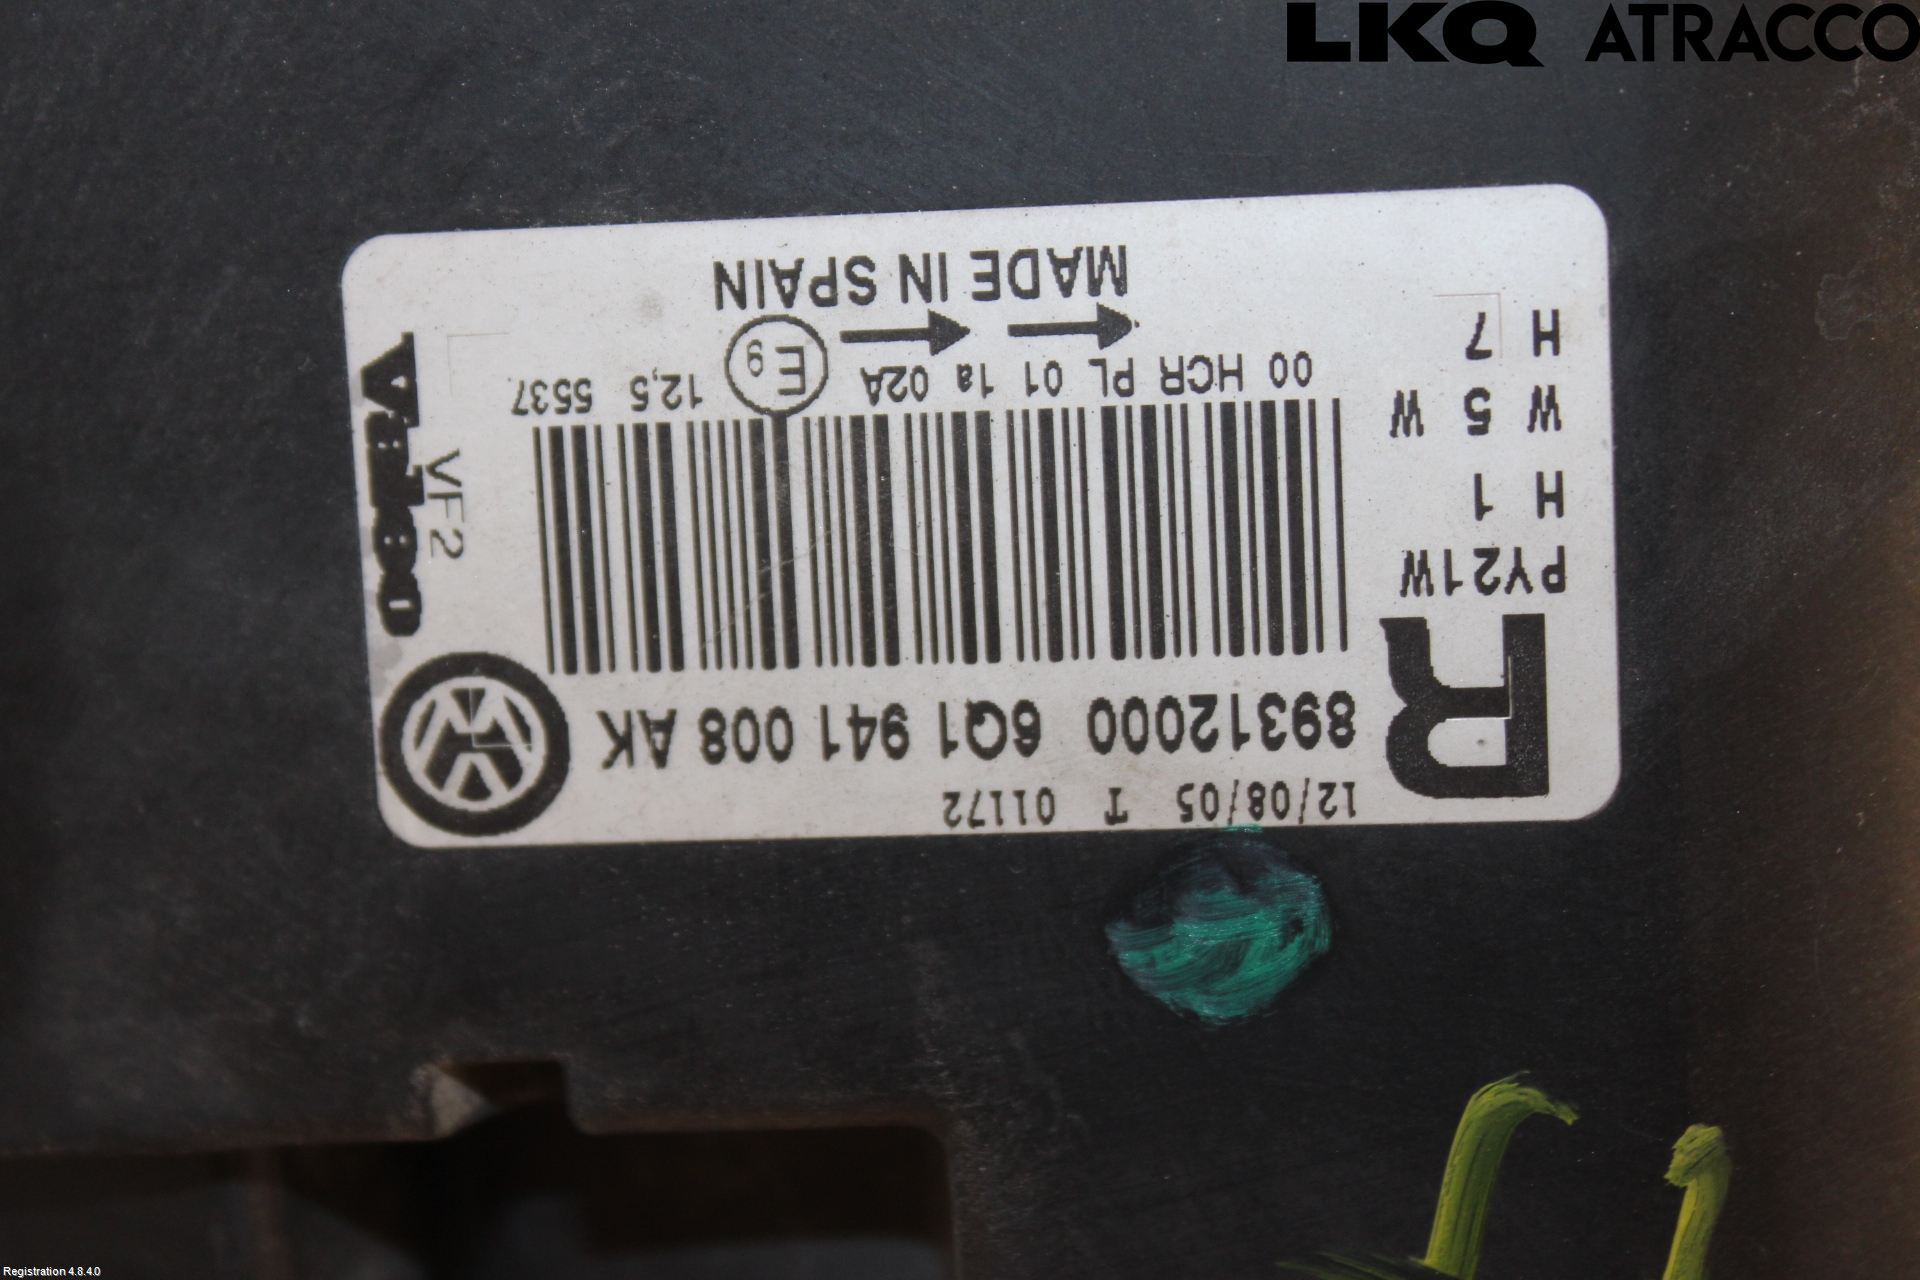 LKQ ATRACCO
12/08/05 T 01172
89312000 6Q1 941 008 AK
R
PY21W
H 1
W 5 W
H 7
00 HCR PL 01 1a 02A E9 12,5 5537
MADE IN SPAIN
Valeo
VF2
Registration 4.8.4.0